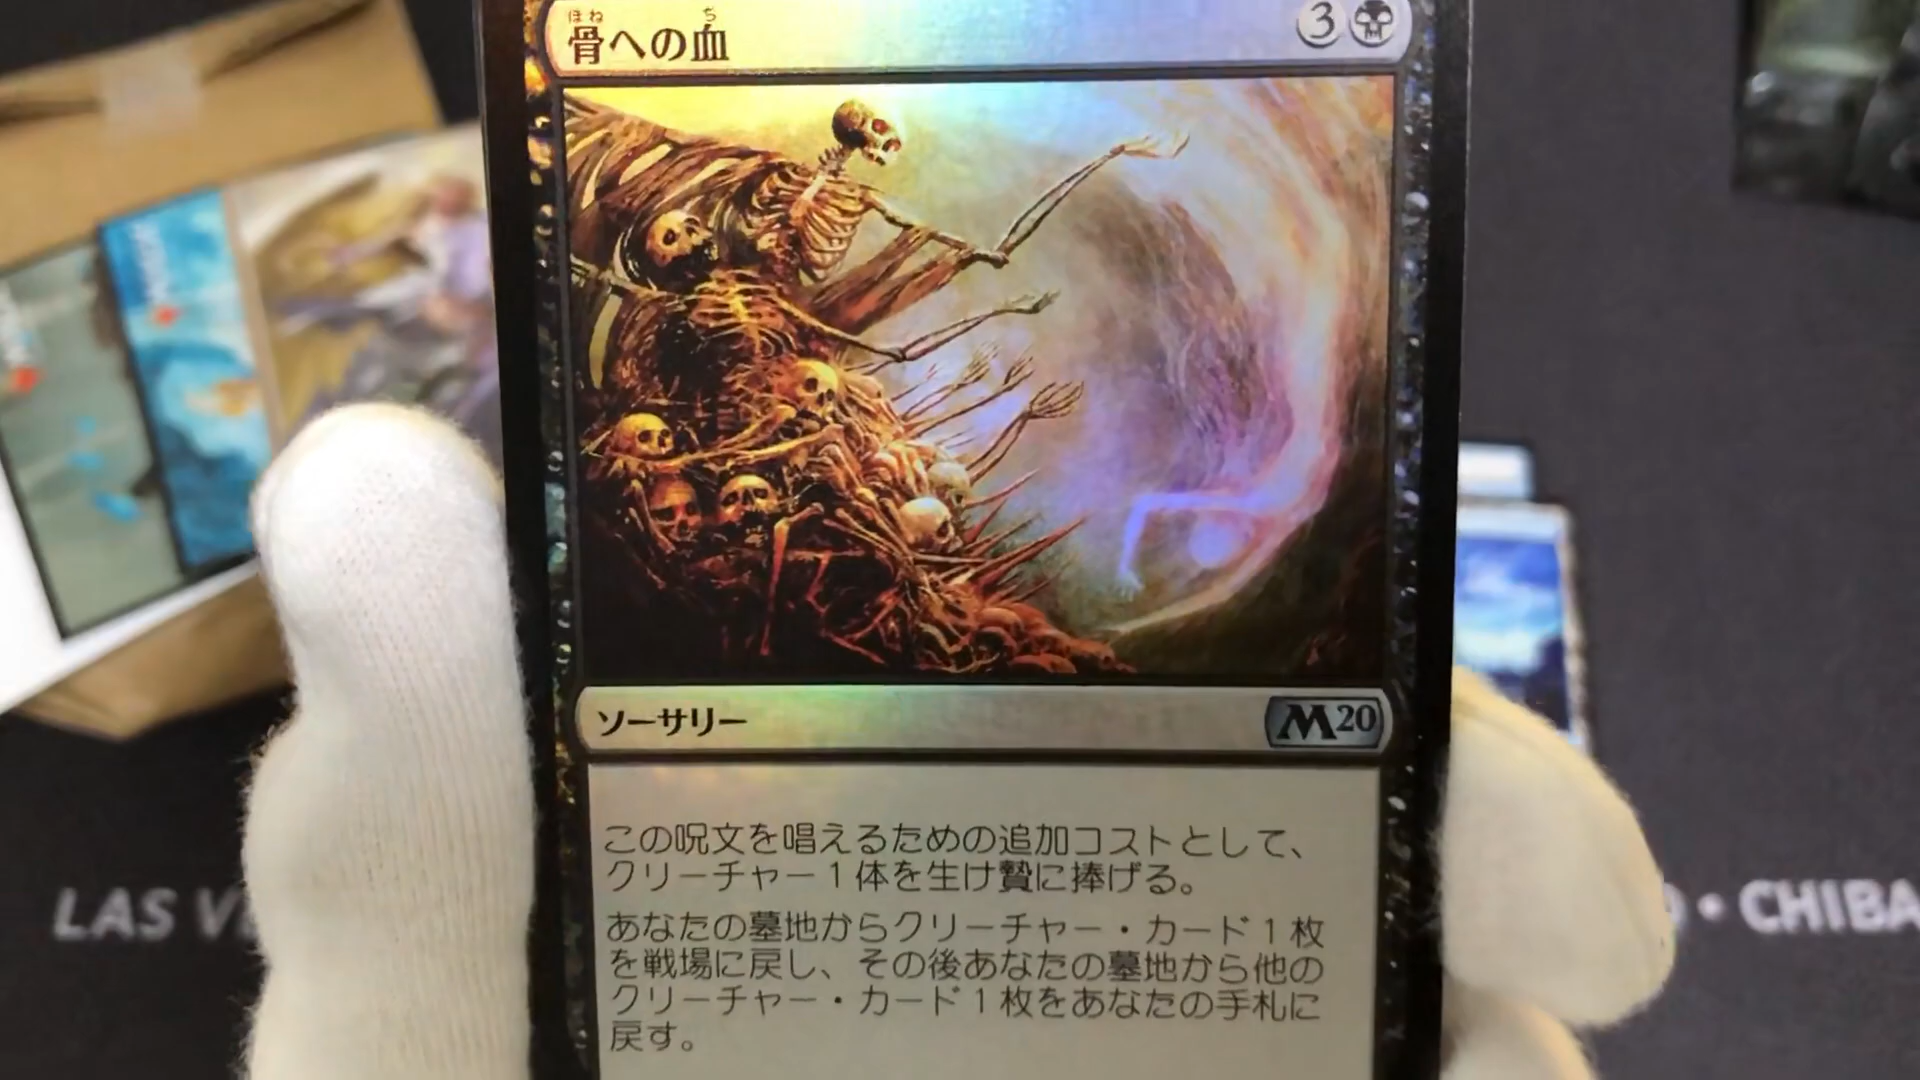 ほね ぢ
骨への血 3
ソーサリー M20
この呪文を唱えるための追加コストとして、
クリーチャー1体を生け贄に捧げる。
あなたの墓地からクリーチャー・カード1枚
を戦場に戻し、その後あなたの墓地から他の
クリーチャー・カード1枚をあなたの手札に
戻す。
LAS V
• CHIBA